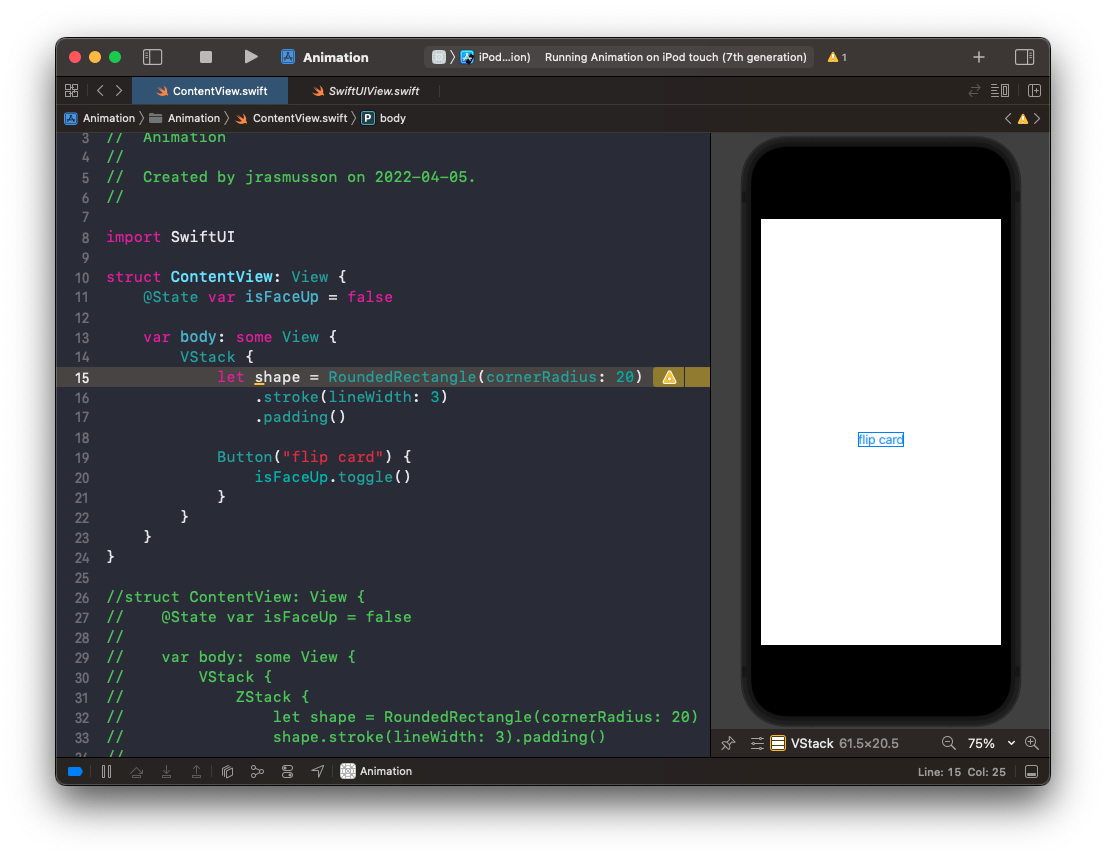 Animation
iPod...ion)
Running Animation on iPod touch (7th generation)
1
ContentView.swift
SwiftUIView.swift
Animation
Animation
ContentView.swift
P
body
3 //  Animation
4 //
5 //  Created by jrasmusson on 2022-04-05.
6 //
7
8 import SwiftUI
9
10 struct ContentView: View {
11     @State var isFaceUp = false
12
13     var body: some View {
14         VStack {
15             let shape = RoundedRectangle(cornerRadius: 20)
16                 .stroke(lineWidth: 3)
17                 .padding()
18
19             Button("flip card") {
20                 isFaceUp.toggle()
21             }
22         }
23     }
24 }
25
26 //struct ContentView: View {
27 //    @State var isFaceUp = false
28 //
29 //    var body: some View {
30 //        VStack {
31 //            ZStack {
32 //                let shape = RoundedRectangle(cornerRadius: 20)
33 //                shape.stroke(lineWidth: 3).padding()
flip card
VStack 61.5×20.5
75%
Animation
Line: 15 Col: 25